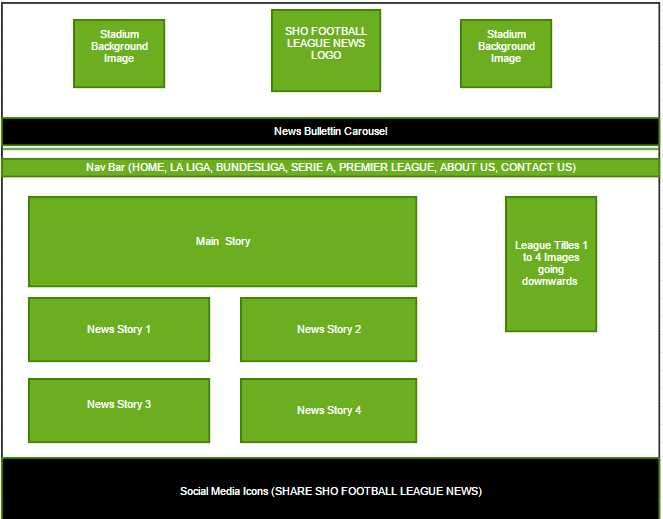 Stadium
Background
Image
SHO FOOTBALL
LEAGUE NEWS
LOGO
Stadium
Background
Image
News Bullettin Carousel
Nav Bar (HOME, LA LIGA, BUNDESLIGA, SERIE A, PREMIER LEAGUE, ABOUT US, CONTACT US)
Main Story
League Titles 1
to 4 Images
going
downwards
News Story 1
News Story 2
News Story 3
News Story 4
Social Media Icons (SHARE SHO FOOTBALL LEAGUE NEWS)